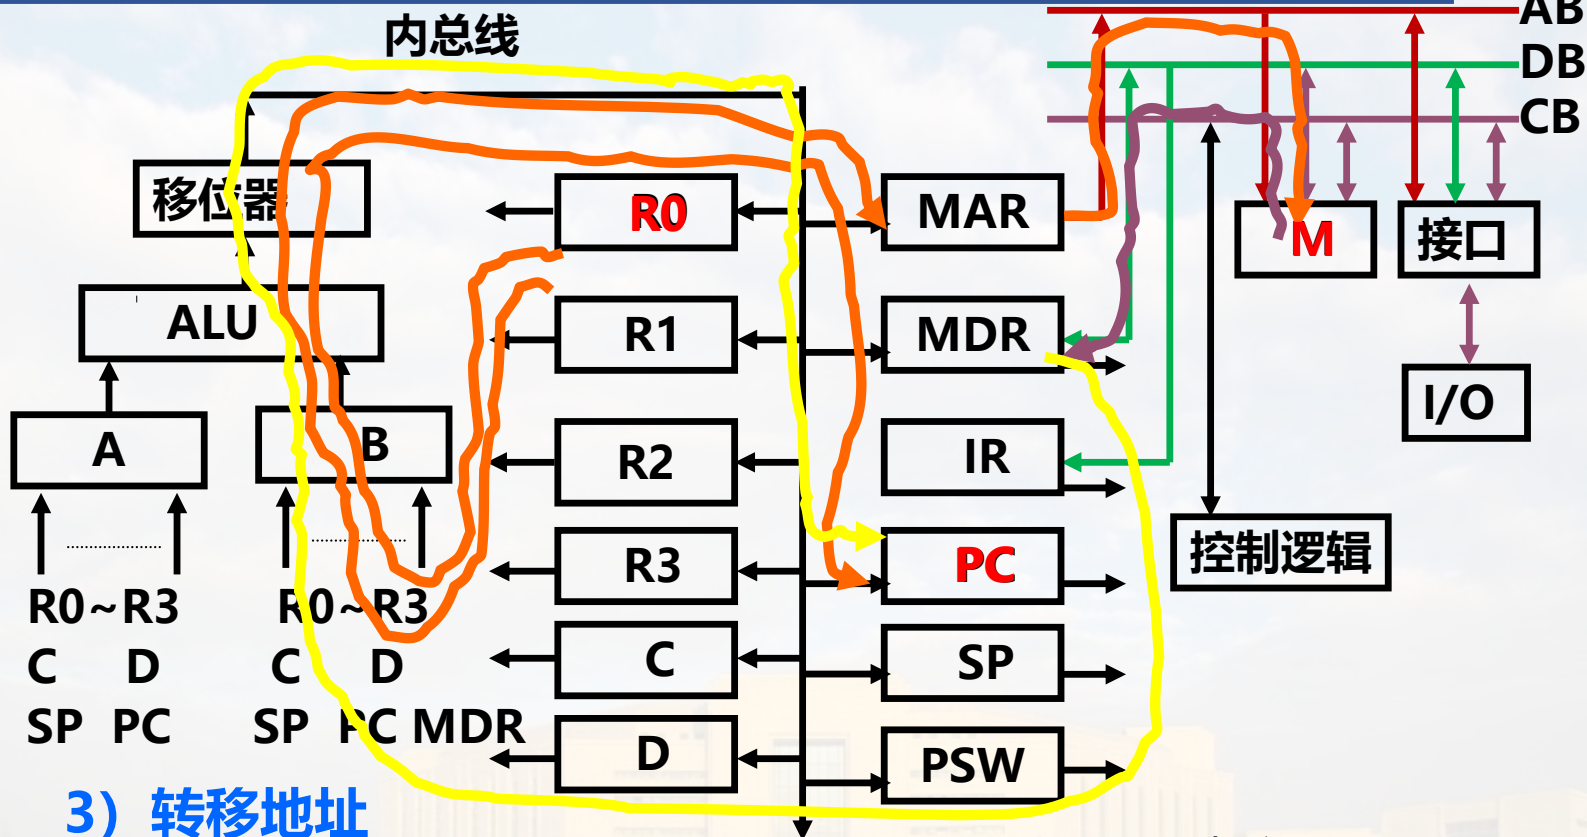 内总线
AB
DB
CB
移位器
R0
MAR
M
接口
ALU
R1
MDR
I/O
A
B
R2
IR
R3
PC
控制逻辑
R0~R3
R0~R3
C
SP
C D
C D
SP PC
SP PC MDR
D
PSW
3）转移地址